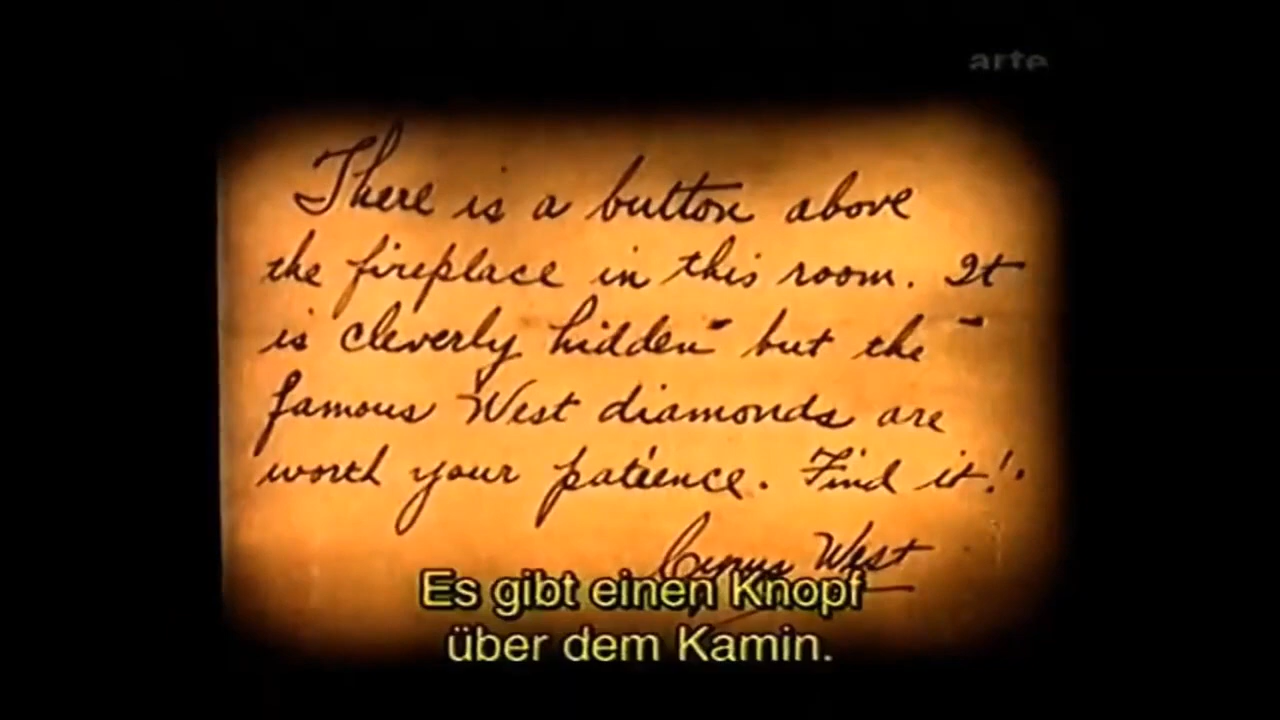 arte
There is a button above
the fireplace in this room. It
is cleverly hidden - but the -
famous West diamonds are
worth your patience. Find it!
Cyrus West
Es gibt einen Knopf
über dem Kamin.